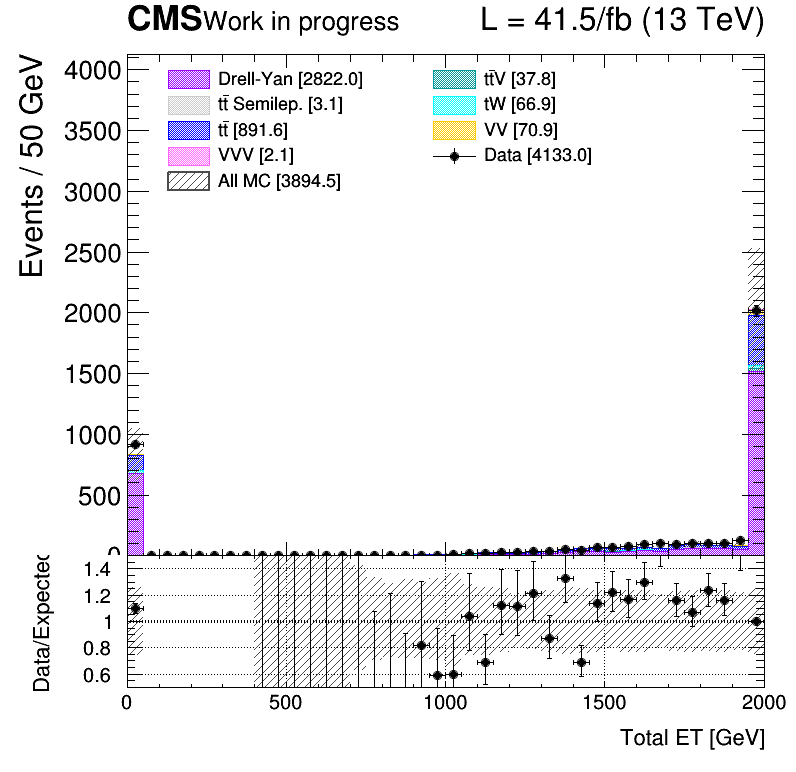 CMS Work in progress L = 41.5/fb (13 TeV)
Events / 50 GeV
4000
3500
3000
2500
2000
1500
1000
500
0
Drell-Yan [2822.0]
tt̄ Semilep. [3.1]
tt̄ [891.6]
VVV [2.1]
All MC [3894.5]
tt̄V [37.8]
tW [66.9]
VV [70.9]
Data [4133.0]
Data/Expected
1.4
1.2
1
0.8
0.6
0 500 1000 1500 2000
Total ET [GeV]